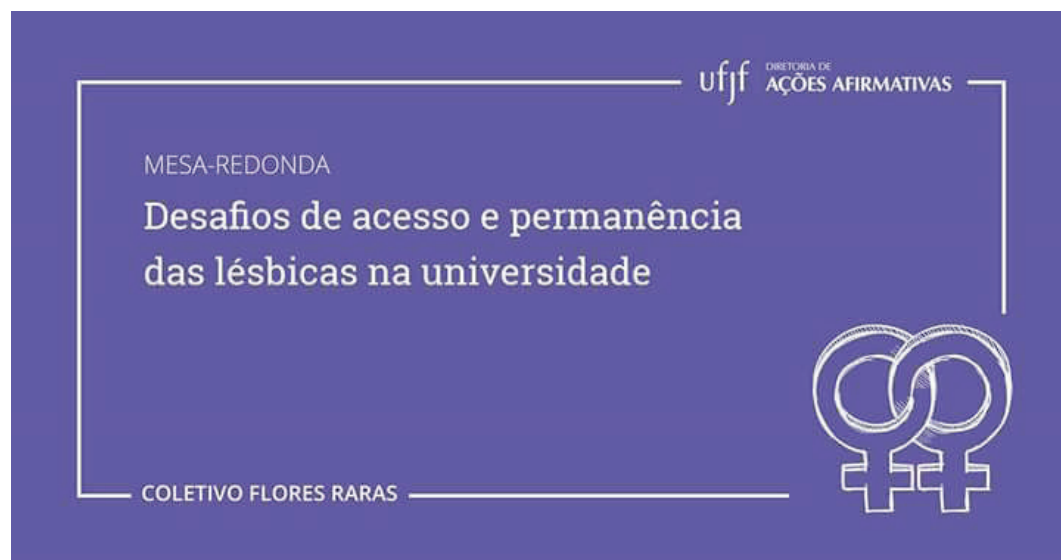 ufjf
DIRETORIA DE
AÇÕES AFIRMATIVAS
MESA-REDONDA
Desafios de acesso e permanência
das lésbicas na universidade
COLETIVO FLORES RARAS